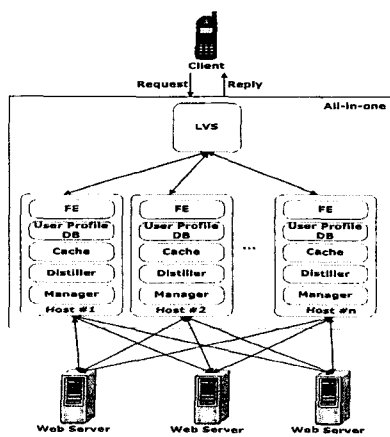 Client
Request Reply
All-in-one
LVS
FE FE FE
User Profile DB User Profile DB User Profile DB
Cache Cache ... Cache
Distiller Distiller Distiller
Manager Manager Manager
Host #1 Host #2 Host #n
Web Server Web Server Web Server